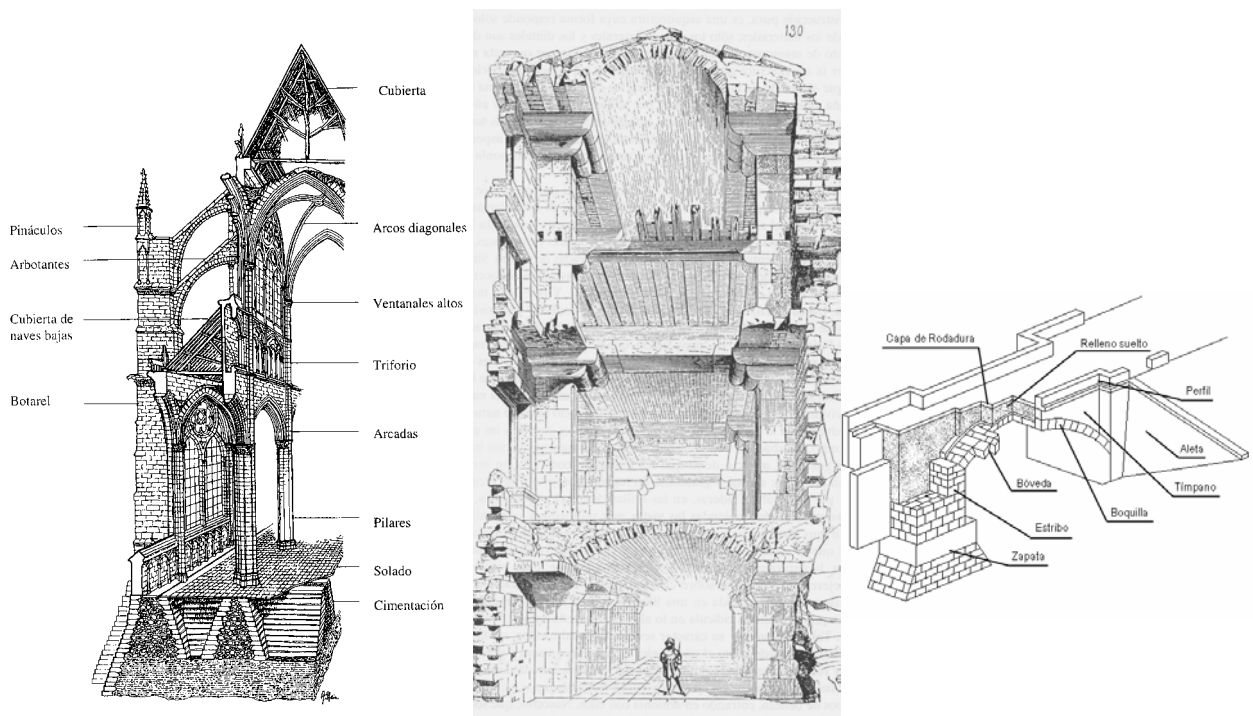 Cubierta
Pináculos
Arbotantes
Cubierta de
naves bajas
Botarel
Arcos diagonales
Ventanales altos
Triforio
Arcadas
Pilares
Solado
Cimentación
130
Capa de Rodadura
Relleno suelto
Perfil
Aleta
Tímpano
Boquilla
Bóveda
Estribo
Zapata